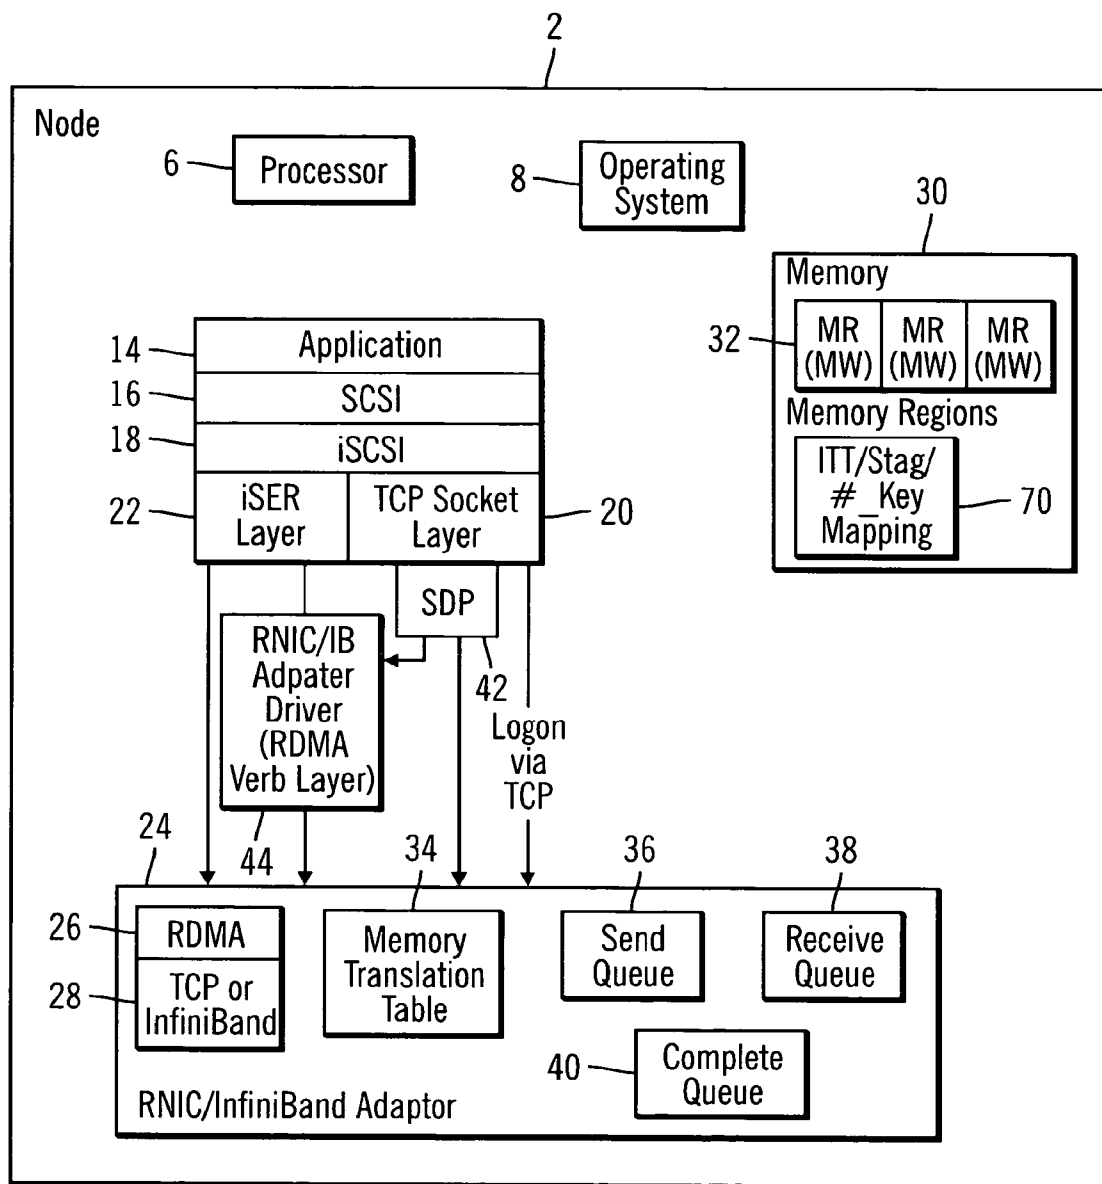 2
Node
6
Processor
8
Operating
System
30
Memory
32
MR
(MW)
MR
(MW)
MR
(MW)
Memory Regions
ITT/Stag/
#_Key
Mapping
70
14
Application
16
SCSI
18
iSCSI
22
iSER
Layer
TCP Socket
Layer
20
SDP
42
RNIC/IB
Adpater
Driver
(RDMA
Verb Layer)
44
Logon
via
TCP
24
26
RDMA
28
TCP or
InfiniBand
34
Memory
Translation
Table
36
Send
Queue
38
Receive
Queue
40
Complete
Queue
RNIC/InfiniBand Adaptor